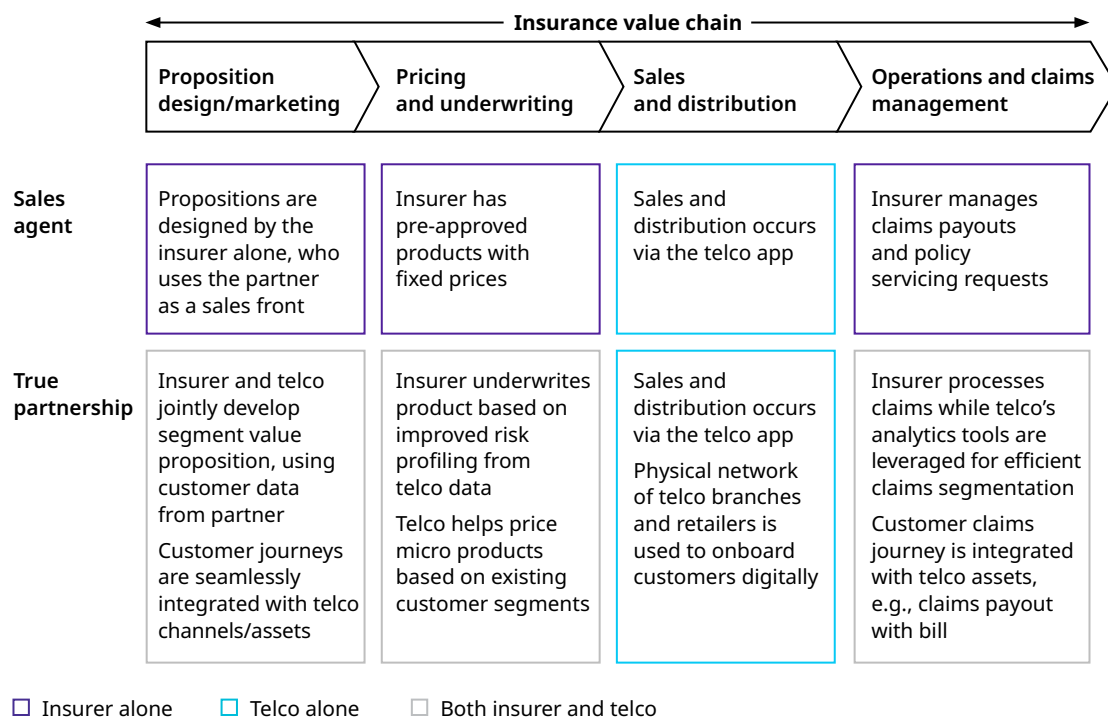 Insurance value chain
Proposition
design/marketing
Pricing
and underwriting
Sales
and distribution
Operations and claims
management
Sales
agent
Propositions are
designed by the
insurer alone, who
uses the partner
as a sales front
Insurer has
pre-approved
products with
fixed prices
Sales and
distribution occurs
via the telco app
Insurer manages
claims payouts
and policy
servicing requests
True
partnership
Insurer and telco
jointly develop
segment value
proposition, using
customer data
from partner
Customer journeys
are seamlessly
integrated with telco
channels/assets
Insurer underwrites
product based on
improved risk
profiling from
telco data
Telco helps price
micro products
based on existing
customer segments
Sales and
distribution occurs
via the telco app
Physical network
of telco branches
and retailers is
used to onboard
customers digitally
Insurer processes
claims while telco's
analytics tools are
leveraged for efficient
claims segmentation
Customer claims
journey is integrated
with telco assets,
e.g., claims payout
with bill
Insurer alone
Telco alone
Both insurer and telco